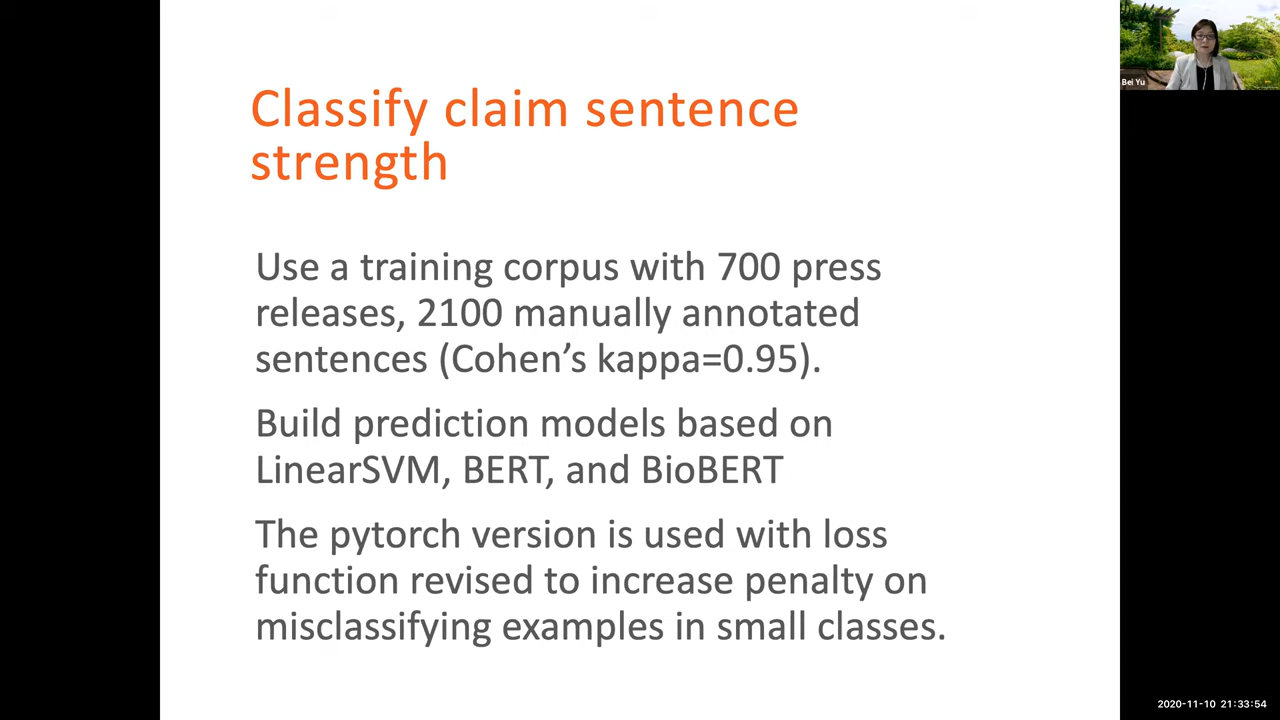 Classify claim sentence
strength
Use a training corpus with 700 press
releases, 2100 manually annotated
sentences (Cohen’s kappa=0.95).
Build prediction models based on
LinearSVM, BERT, and BioBERT
The pytorch version is used with loss
function revised to increase penalty on
misclassifying examples in small classes.
Bei Yu
2020-11-10 21:33:54